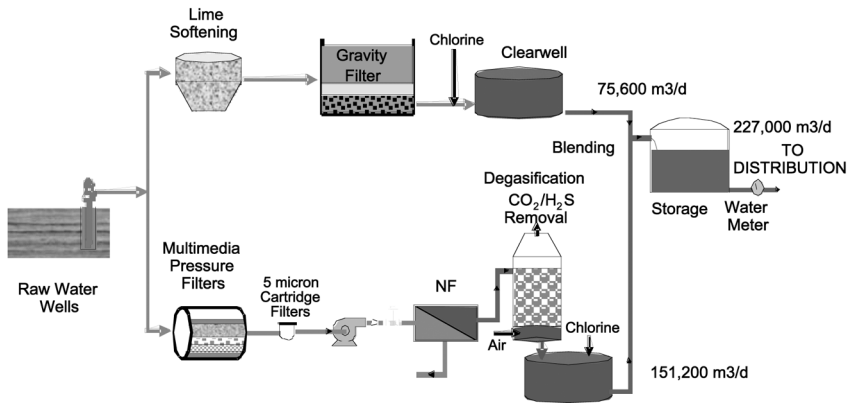 Lime
Softening
Gravity
Filter
Chlorine
Clearwell
75,600 m3/d
227,000 m3/d
TO
DISTRIBUTION
Blending
Storage
Water
Meter
Degasification
CO₂/H₂S
Removal
Raw Water
Wells
Multimedia
Pressure
Filters
5 micron
Cartridge
Filters
NF
Air
Chlorine
151,200 m3/d